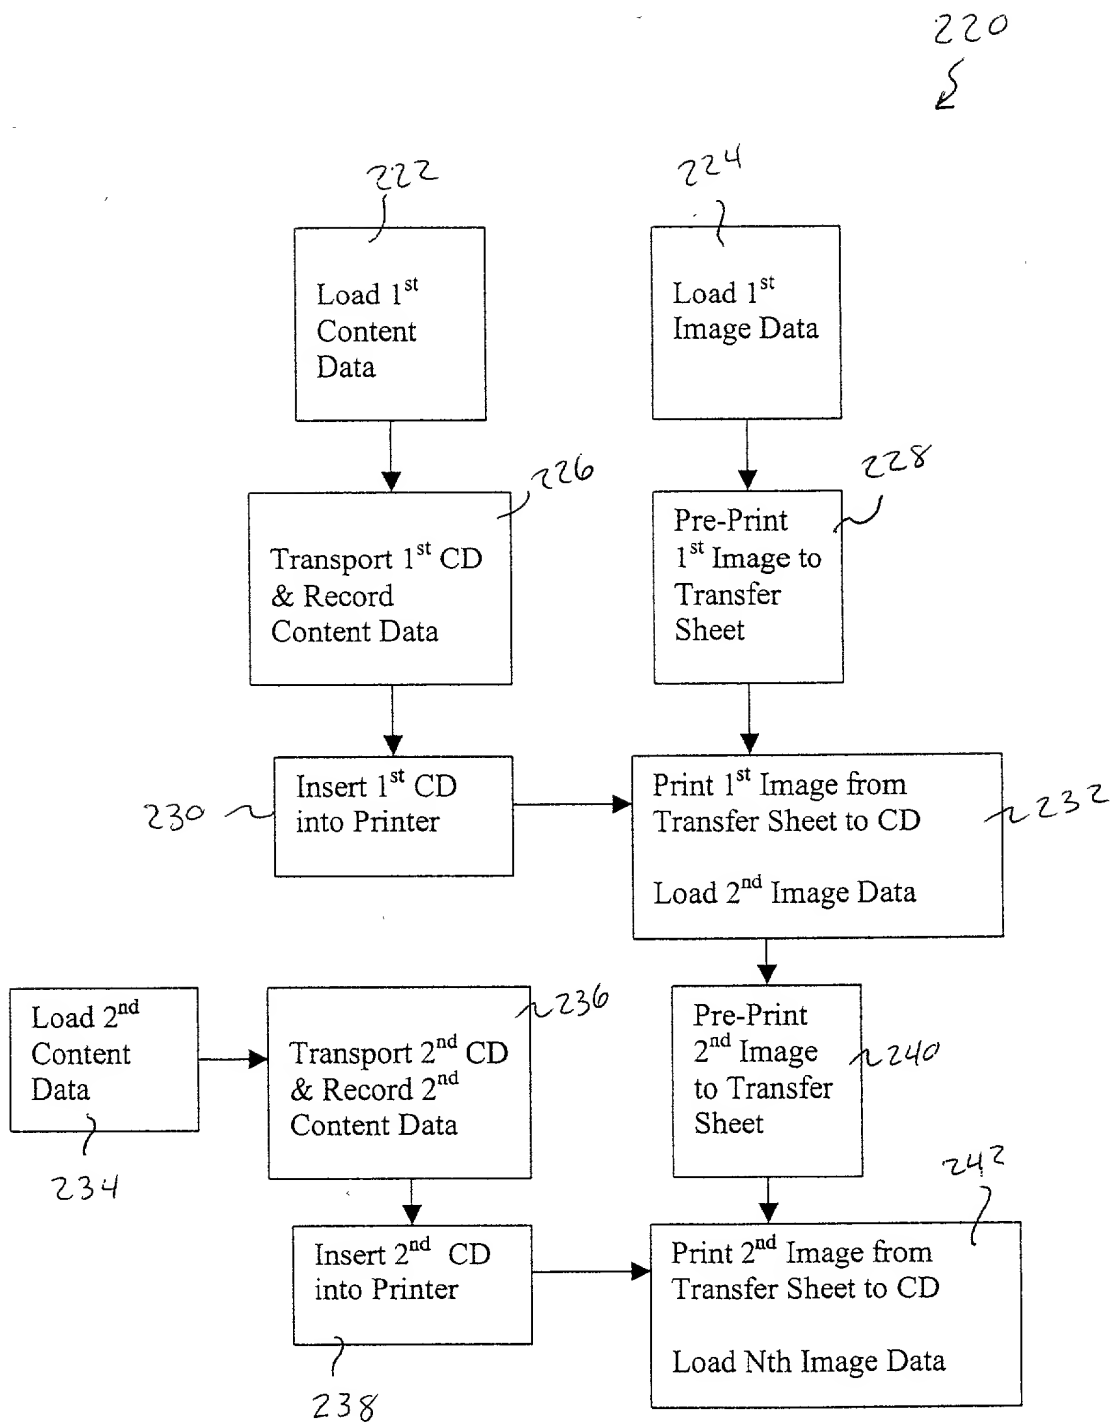 220
222
224
Load 1st
Content
Data
Load 1st
Image Data
226
228
Transport 1st CD
& Record
Content Data
Pre-Print
1st Image to
Transfer
Sheet
230
Insert 1st CD
into Printer
Print 1st Image from
Transfer Sheet to CD
Load 2nd Image Data
232
Load 2nd
Content
Data
234
236
Transport 2nd CD
& Record 2nd
Content Data
Pre-Print
2nd Image
to Transfer
Sheet
240
242
Insert 2nd CD
into Printer
238
Print 2nd Image from
Transfer Sheet to CD
Load Nth Image Data